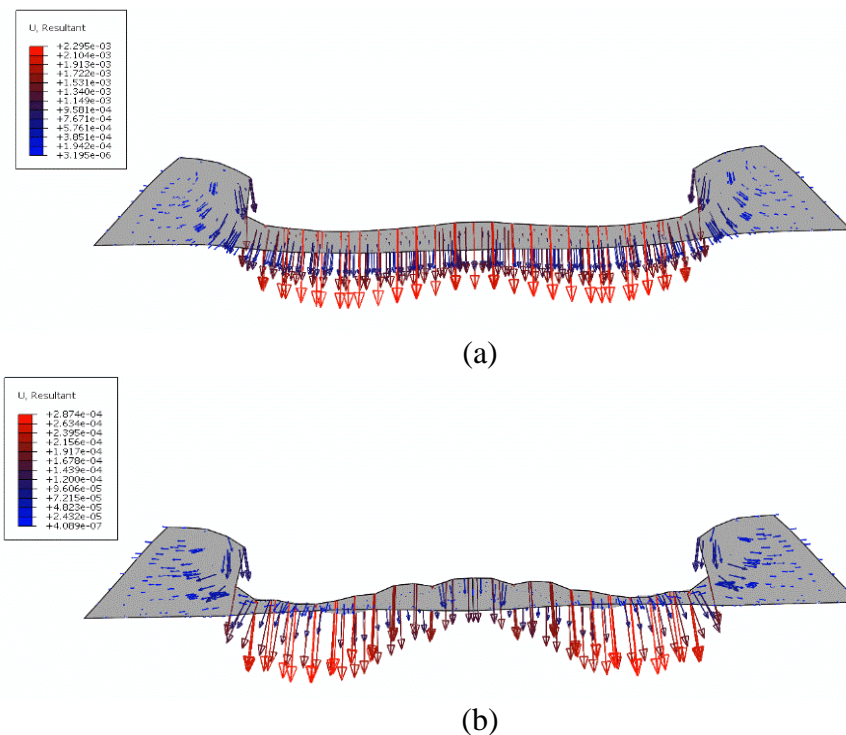 U, Resultant
+2.295e-03
+2.104e-03
+1.913e-03
+1.722e-03
+1.531e-03
+1.340e-03
+1.149e-03
+9.581e-04
+7.671e-04
+5.761e-04
+3.851e-04
+1.942e-04
+3.195e-06
(a)
U, Resultant
+2.874e-04
+2.634e-04
+2.395e-04
+2.156e-04
+1.917e-04
+1.678e-04
+1.439e-04
+1.200e-04
+9.606e-05
+7.215e-05
+4.823e-05
+2.432e-05
+4.089e-07
(b)